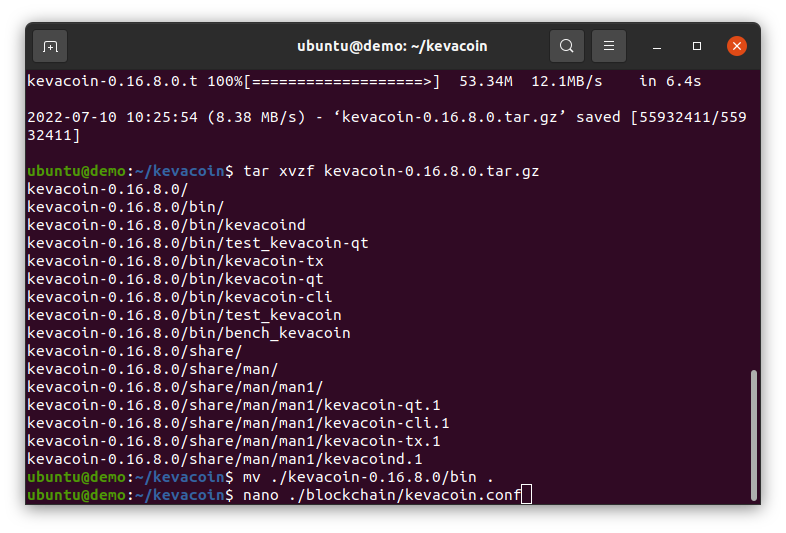 ubuntu@demo: ~/kevacoin
kevacoin-0.16.8.0.t 100%[===================>]  53.34M  12.1MB/s    in 6.4s
2022-07-10 10:25:54 (8.38 MB/s) - ‘kevacoin-0.16.8.0.tar.gz’ saved [55932411/559
32411]
ubuntu@demo:~/kevacoin$ tar xvzf kevacoin-0.16.8.0.tar.gz
kevacoin-0.16.8.0/
kevacoin-0.16.8.0/bin/
kevacoin-0.16.8.0/bin/kevacoind
kevacoin-0.16.8.0/bin/test_kevacoin-qt
kevacoin-0.16.8.0/bin/kevacoin-tx
kevacoin-0.16.8.0/bin/kevacoin-qt
kevacoin-0.16.8.0/bin/kevacoin-cli
kevacoin-0.16.8.0/bin/test_kevacoin
kevacoin-0.16.8.0/bin/bench_kevacoin
kevacoin-0.16.8.0/share/
kevacoin-0.16.8.0/share/man/
kevacoin-0.16.8.0/share/man/man1/
kevacoin-0.16.8.0/share/man/man1/kevacoin-qt.1
kevacoin-0.16.8.0/share/man/man1/kevacoin-cli.1
kevacoin-0.16.8.0/share/man/man1/kevacoin-tx.1
kevacoin-0.16.8.0/share/man/man1/kevacoind.1
ubuntu@demo:~/kevacoin$ mv ./kevacoin-0.16.8.0/bin .
ubuntu@demo:~/kevacoin$ nano ./blockchain/kevacoin.conf